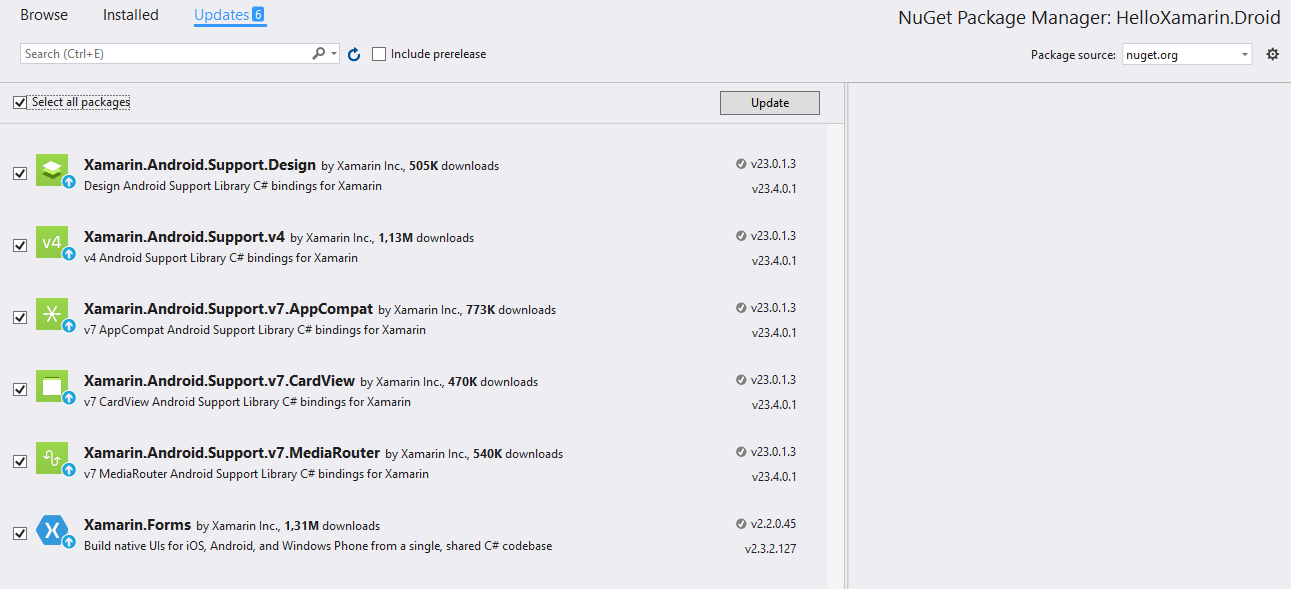 Browse Installed Updates 6 NuGet Package Manager: HelloXamarin.Droid
Search (Ctrl+E) Include prerelease Package source: nuget.org
Select all packages Update
Xamarin.Android.Support.Design by Xamarin Inc., 505K downloads v23.0.1.3
Design Android Support Library C# bindings for Xamarin v23.4.0.1
v4 Xamarin.Android.Support.v4 by Xamarin Inc., 1,13M downloads v23.0.1.3
v4 Android Support Library C# bindings for Xamarin v23.4.0.1
Xamarin.Android.Support.v7.AppCompat by Xamarin Inc., 773K downloads v23.0.1.3
v7 AppCompat Android Support Library C# bindings for Xamarin v23.4.0.1
Xamarin.Android.Support.v7.CardView by Xamarin Inc., 470K downloads v23.0.1.3
v7 CardView Android Support Library C# bindings for Xamarin v23.4.0.1
Xamarin.Android.Support.v7.MediaRouter by Xamarin Inc., 540K downloads v23.0.1.3
v7 MediaRouter Android Support Library C# bindings for Xamarin v23.4.0.1
Xamarin.Forms by Xamarin Inc., 1,31M downloads v2.2.0.45
Build native UIs for iOS, Android, and Windows Phone from a single, shared C# codebase v2.3.2.127